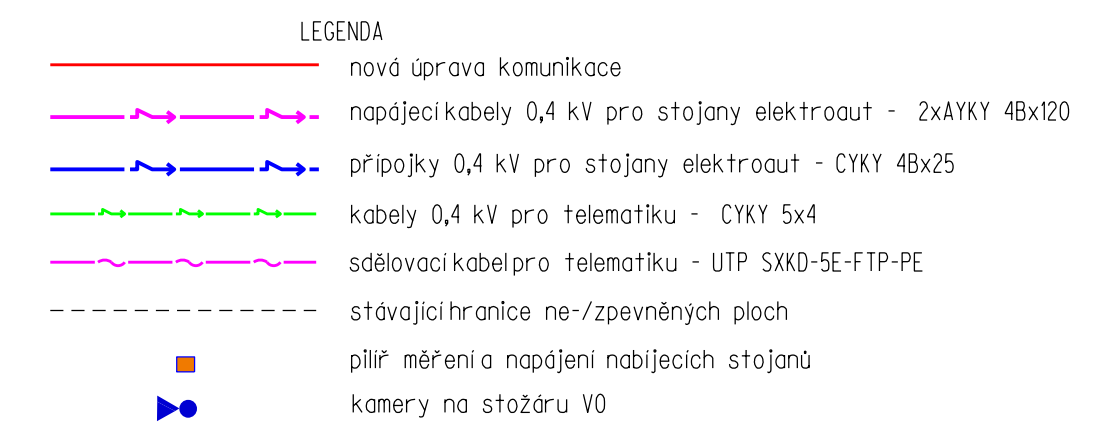 LEGENDA
nová úprava komunikace
napájecí kabely 0,4 kV pro stojany elektroaut - 2xAYKY 4Bx120
přípojky 0,4 kV pro stojany elektroaut - CYKY 4Bx25
kabely 0,4 kV pro telematiku - CYKY 5x4
sdělovací kabel pro telematiku - UTP SXKD-5E-FTP-PE
stávající hranice ne-/zpevněných ploch
pilíř měření a napájení nabíjecích stojanů
kamery na stožáru VO